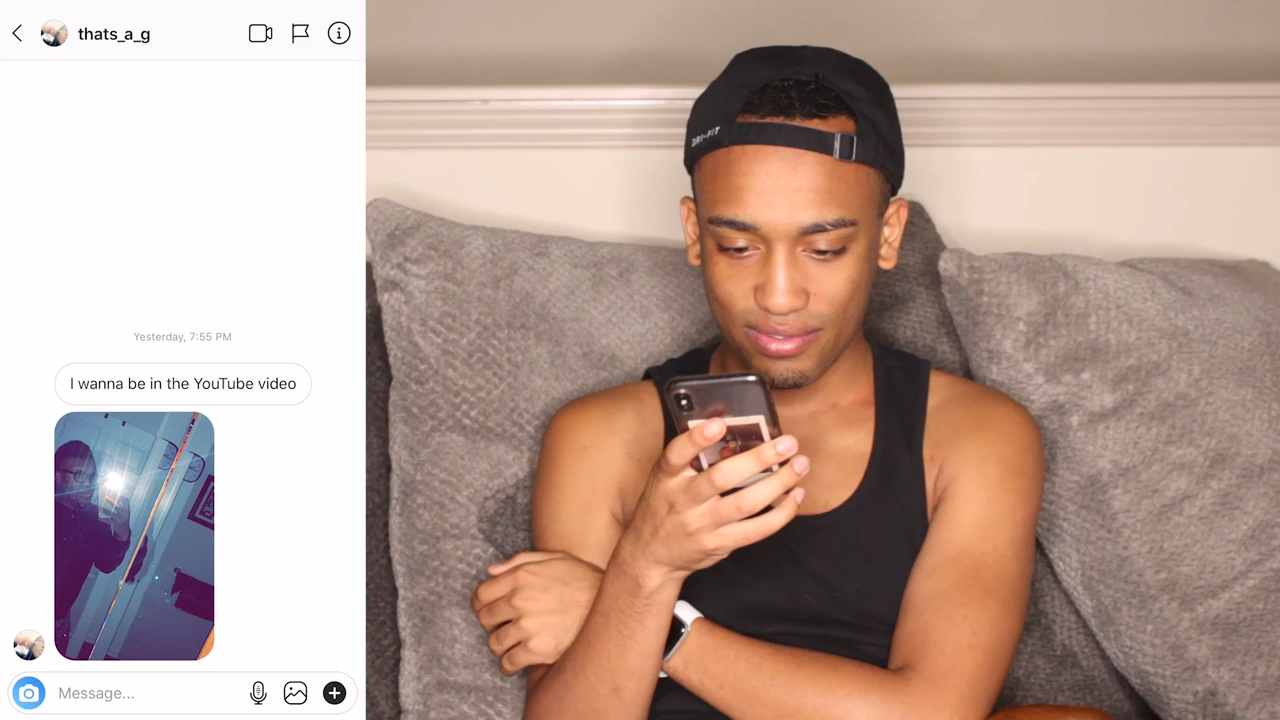 thats_a_g
Yesterday, 7:55 PM
I wanna be in the YouTube video
Message...
DRI-FIT